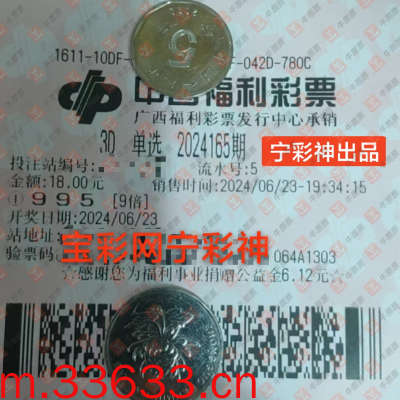 1611-10DF-
F-042D-780C
中国福利彩票
广西福利彩票发行中心承销
3D 单选 2024165期
宁彩神出品
投注站编号:
流水号:5
金额:18.00元
销售时间:2024/06/23-19:34:15
① 995 [9倍]
开奖日期:2024/06/23
站地址:
宝彩网宁彩神
验票码:
064A1303
☆感谢您为福利事业捐赠公益金6.12元☆
m.33633.cn